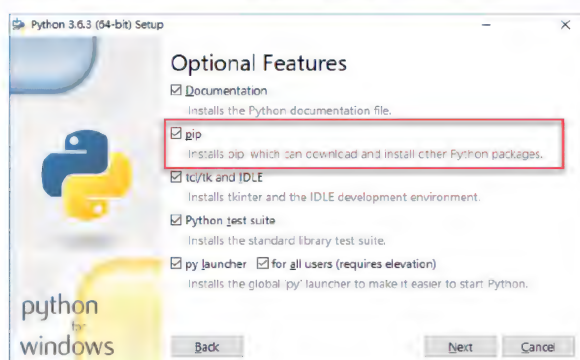 Python 3.6.3 (64-bit) Setup
Optional Features
Documentation
Installs the Python documentation file.
pip
Installs pip, which can download and install other Python packages.
tcl/tk and IDLE
Installs tkinter and the IDLE development environment.
Python test suite
Installs the standard library test suite.
py launcher for all users (requires elevation)
Installs the global 'py' launcher to make it easier to start Python.
python
for
windows
Back Next Cancel